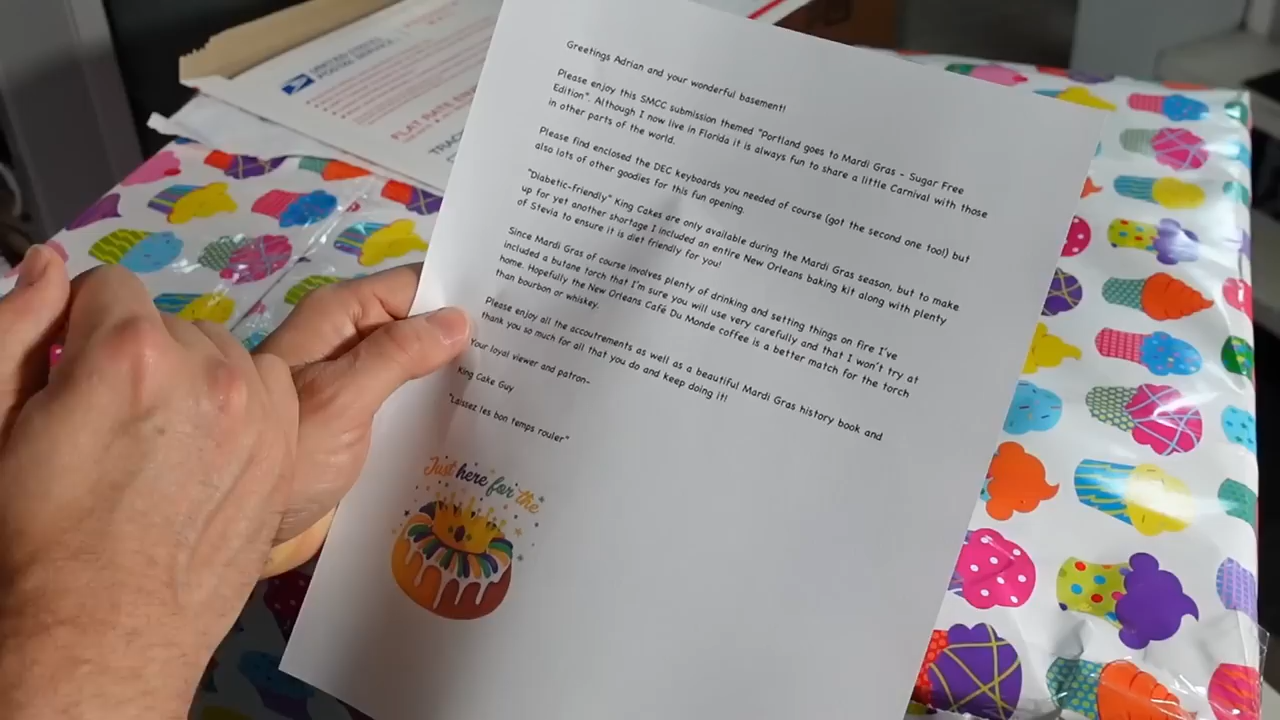 UNITED STATES
POSTAL SERVICE
FLAT RATE
TRAC
Greetings Adrian and your wonderful basement!
Please enjoy this SMCC submission themed "Portland goes to Mardi Gras - Sugar Free
Edition". Although I now live in Florida it is always fun to share a little Carnival with those
in other parts of the world.
Please find enclosed the DEC keyboards you needed of course (got the second one too!) but
also lots of other goodies for this fun opening.
"Diabetic-friendly" King Cakes are only available during the Mardi Gras season, but to make
up for yet another shortage I included an entire New Orleans baking kit along with plenty
of Stevia to ensure it is diet friendly for you!
Since Mardi Gras of course involves plenty of drinking and setting things on fire I've
included a butane torch that I'm sure you will use very carefully and that I won't try at
home. Hopefully the New Orleans Café Du Monde coffee is a better match for the torch
than bourbon or whiskey.
Please enjoy all the accoutrements as well as a beautiful Mardi Gras history book and
thank you so much for all that you do and keep doing it!
Your loyal viewer and patron-
King Cake Guy
"Laissez les bon temps rouler"
Just here for the